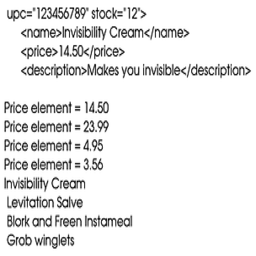 upc="123456789" stock="12">
<name>Invisibility Cream</name>
<price>14.50</price>
<description>Makes you invisible</description>
Price element = 14.50
Price element = 23.99
Price element = 4.95
Price element = 3.56
Invisibility Cream
Levitation Salve
Blork and Freen Instameal
Grob winglets